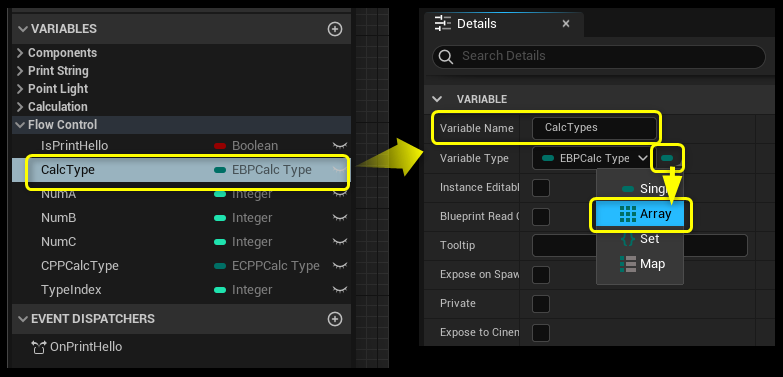 VARIABLES
Components
Print String
Point Light
Calculation
Flow Control
IsPrintHello Boolean
CalcType EBPCalc Type
NumA Integer
NumB Integer
NumC Integer
CPPCalcType ECPPCalc Type
TypeIndex Integer
EVENT DISPATCHERS
OnPrintHello
Details
Search Details
VARIABLE
Variable Name CalcTypes
Variable Type EBPCalc Type
Instance Editabl
Single
Blueprint Read O
Array
Tooltip
Set
Expose on Spaw
Map
Private
Expose to Cinem